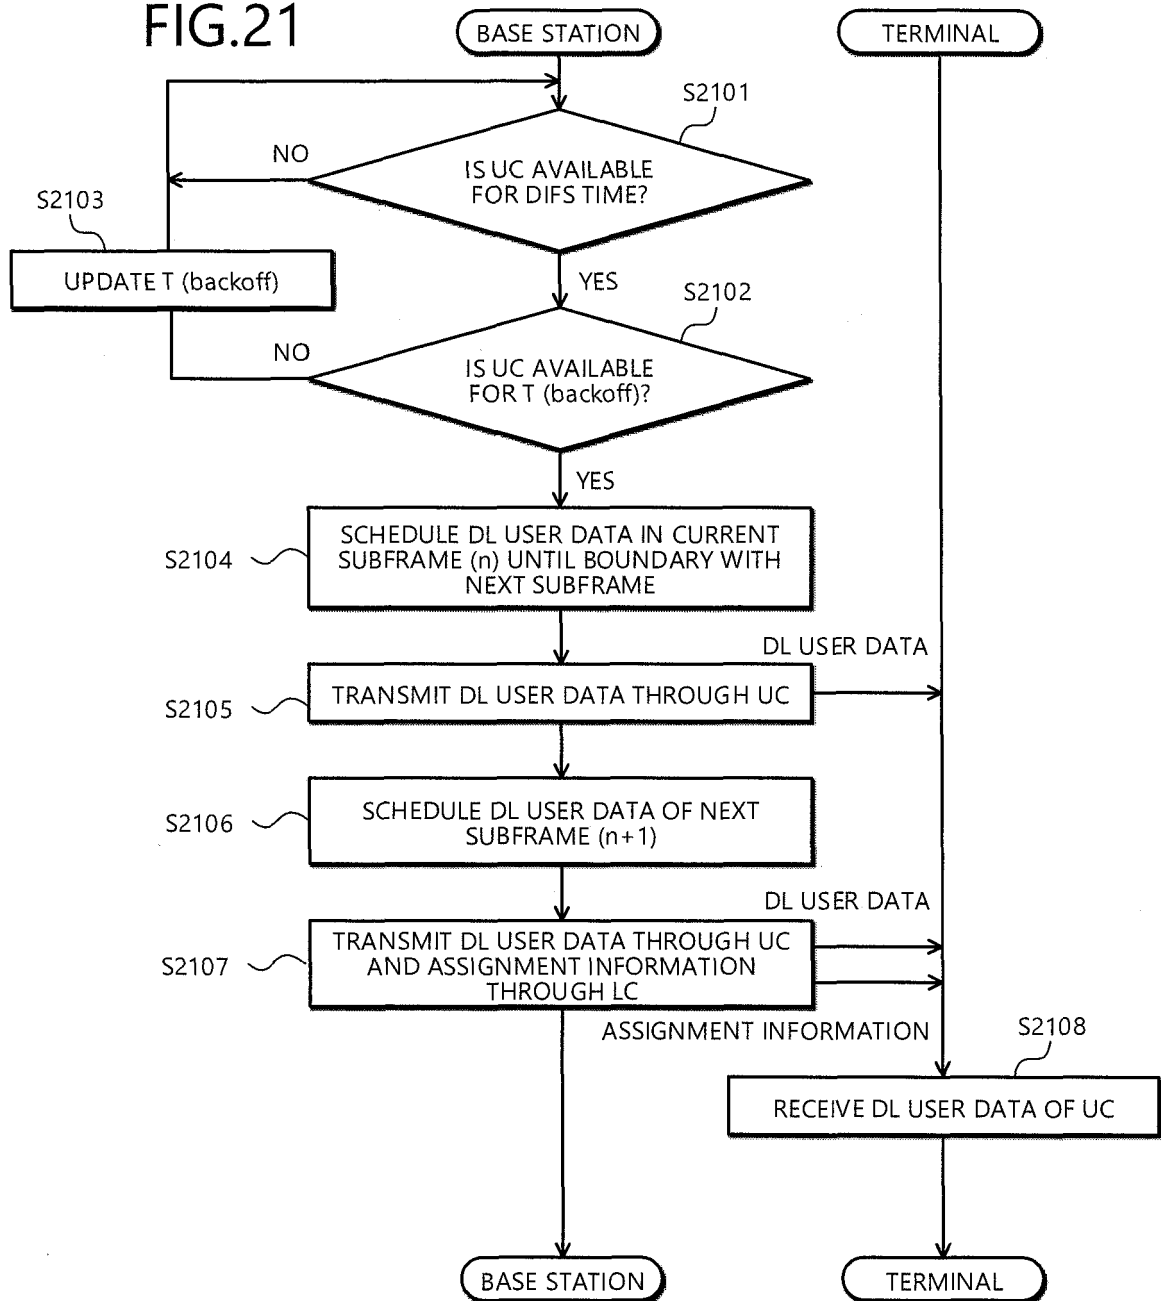 FIG.21
BASE STATION
TERMINAL
S2101
NO
IS UC AVAILABLE
FOR DIFS TIME?
S2103
UPDATE T (backoff)
YES
S2102
NO
IS UC AVAILABLE
FOR T (backoff)?
YES
S2104
SCHEDULE DL USER DATA IN CURRENT
SUBFRAME (n) UNTIL BOUNDARY WITH
NEXT SUBFRAME
DL USER DATA
S2105
TRANSMIT DL USER DATA THROUGH UC
S2106
SCHEDULE DL USER DATA OF NEXT
SUBFRAME (n+1)
DL USER DATA
S2107
TRANSMIT DL USER DATA THROUGH UC
AND ASSIGNMENT INFORMATION
THROUGH LC
ASSIGNMENT INFORMATION
S2108
RECEIVE DL USER DATA OF UC
BASE STATION
TERMINAL